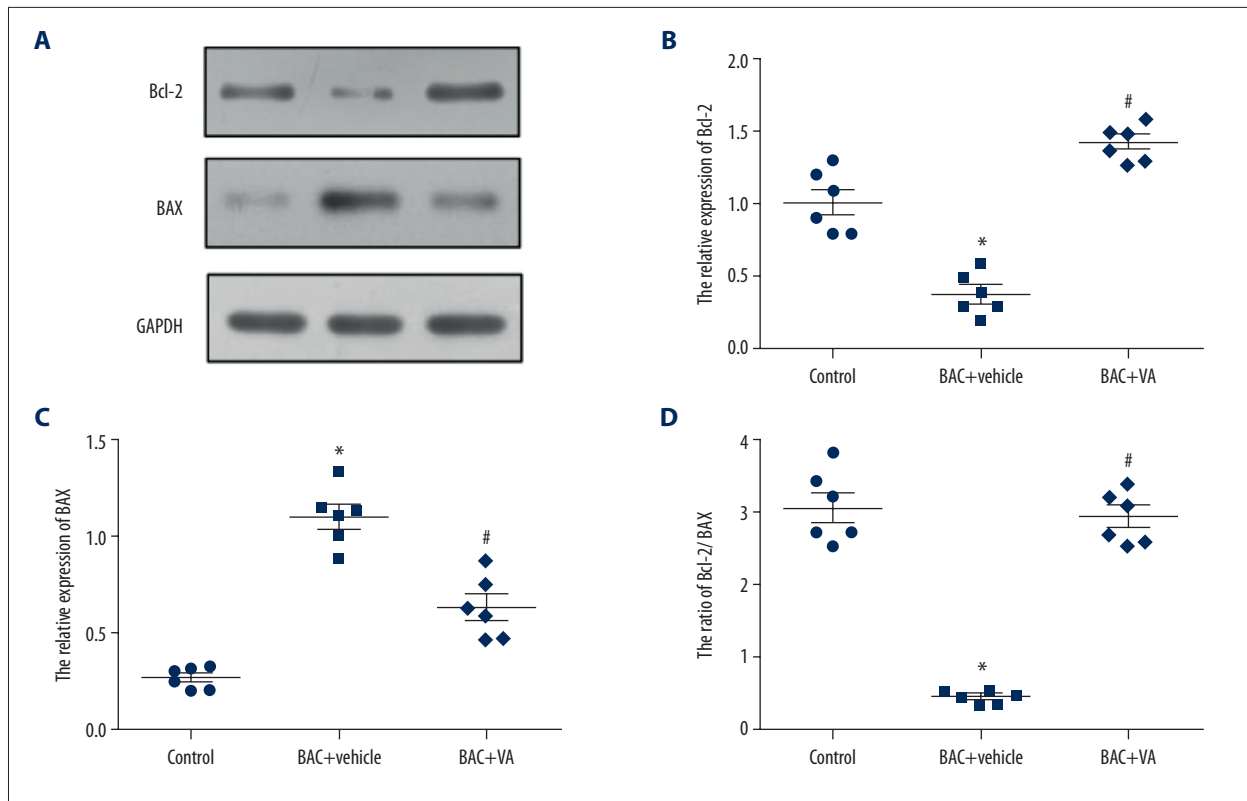 A
Bcl-2
BAX
GAPDH
B
The relative expression of Bcl-2
2.0
1.5
1.0
0.5
0.0
*
#
Control
BAC+vehicle
BAC+VA
C
The relative expression of BAX
1.5
1.0
0.5
0.0
*
#
Control
BAC+vehicle
BAC+VA
D
The ratio of Bcl-2/ BAX
4
3
2
1
0
*
#
Control
BAC+vehicle
BAC+VA